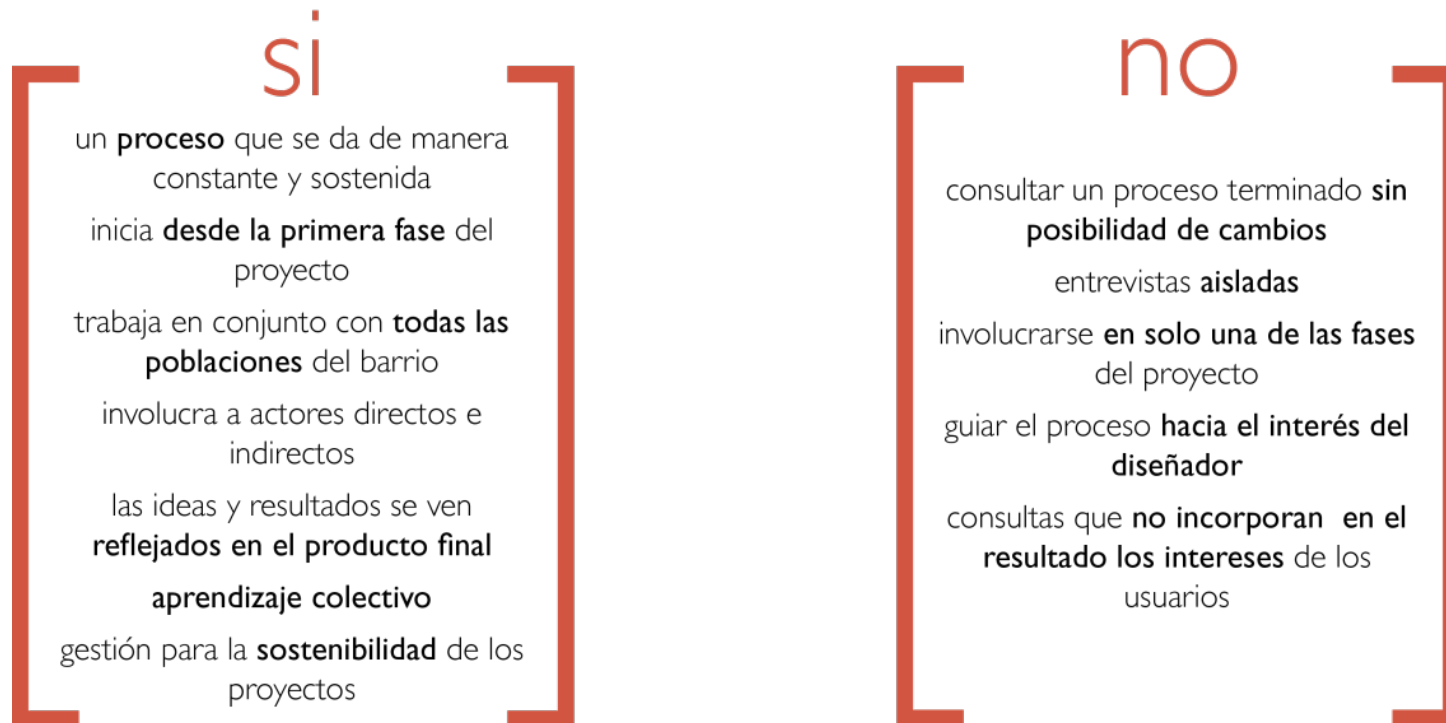 si
un proceso que se da de manera
constante y sostenida
inicia desde la primera fase del
proyecto
trabaja en conjunto con todas las
poblaciones del barrio
involucra a actores directos e
indirectos
las ideas y resultados se ven
reflejados en el producto final
aprendizaje colectivo
gestión para la sostenibilidad de los
proyectos
no
consultar un proceso terminado sin
posibilidad de cambios
entrevistas aisladas
involucrarse en solo una de las fases
del proyecto
guiar el proceso hacia el interés del
diseñador
consultas que no incorporan  en el
resultado los intereses de los
usuarios